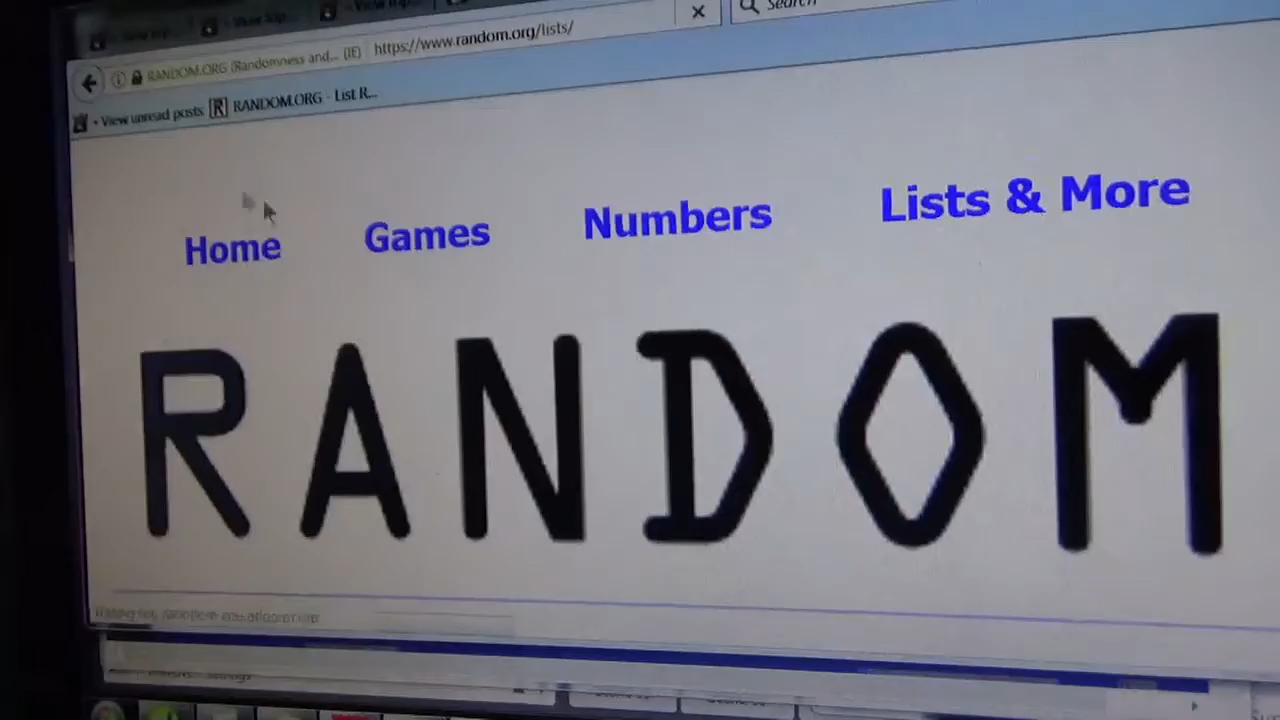 https://www.random.org/lists/
Search
RANDOM.ORG (Randomness and... (IE)
• View unread posts
R RANDOM.ORG - List R...
Home Games Numbers Lists & More
RANDOM